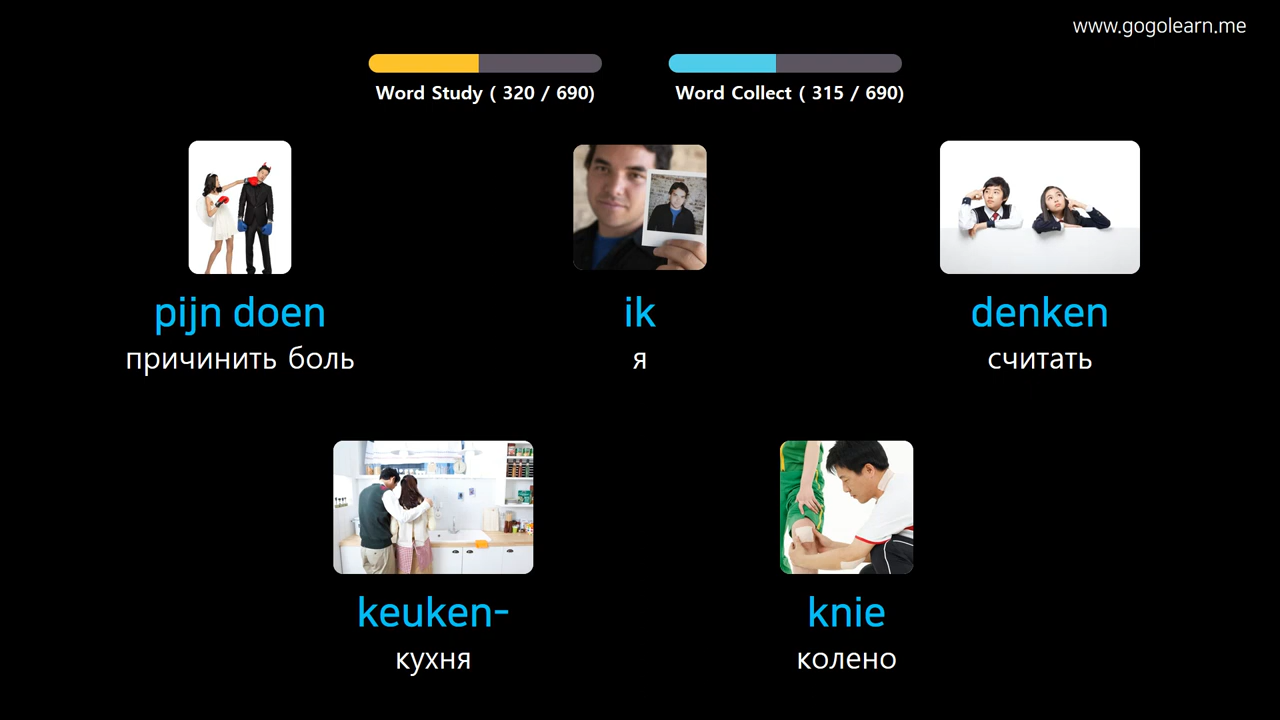 www.gogolearn.me
Word Study ( 320 / 690)
Word Collect ( 315 / 690)
pijn doen
причинить боль
ik
я
denken
считать
keuken-
кухня
knie
колено